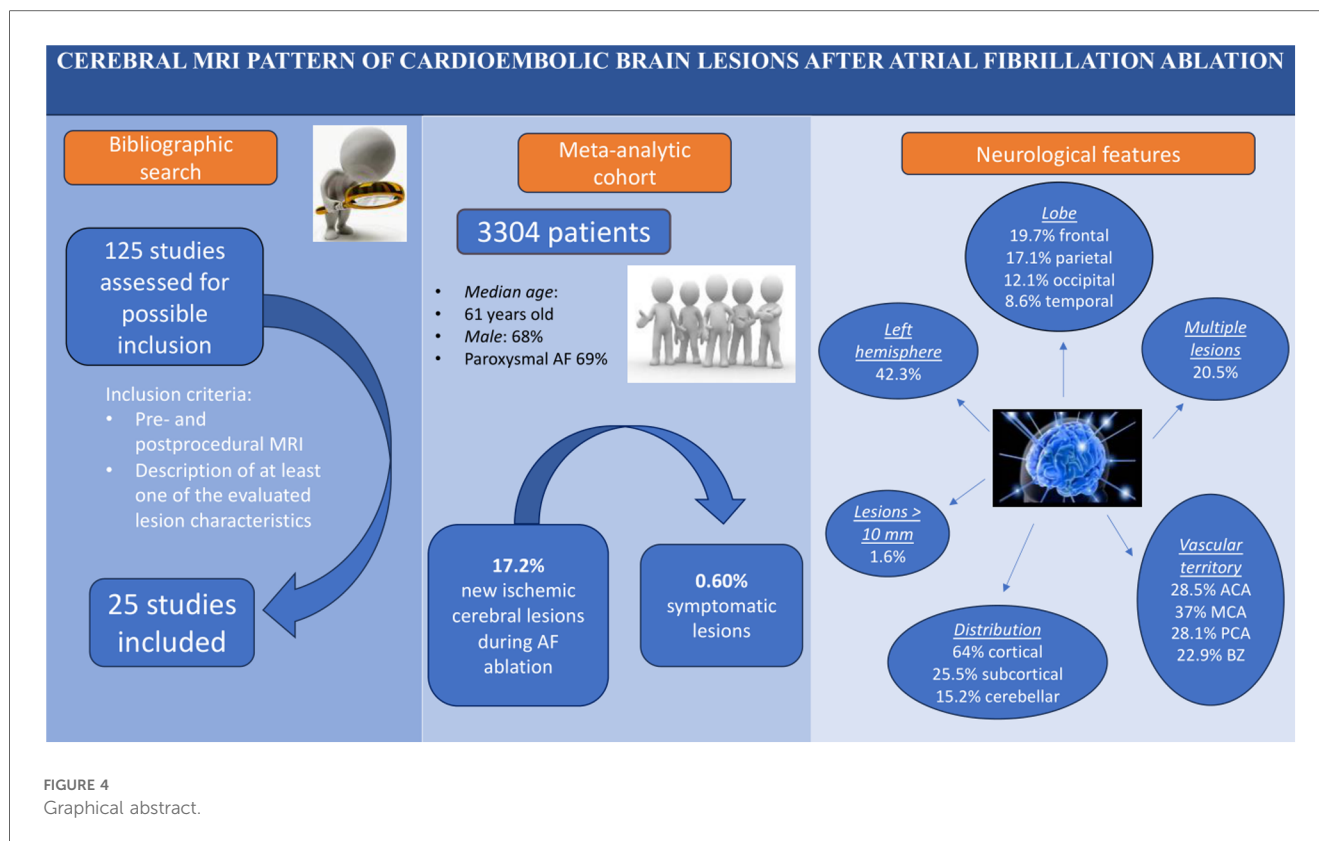 CEREBRAL MRI PATTERN OF CARDIOEMBOLIC BRAIN LESIONS AFTER ATRIAL FIBRILLATION ABLATION
Bibliographic
search
125 studies
assessed for
possible
inclusion
Inclusion criteria:
• Pre- and
postprocedural MRI
• Description of at least
one of the evaluated
lesion characteristics
25 studies
included
Meta-analytic
cohort
3304 patients
• Median age:
• 61 years old
• Male: 68%
• Paroxysmal AF 69%
17.2%
new ischemic
cerebral lesions
during AF
ablation
0.60%
symptomatic
lesions
Neurological features
Lobe
19.7% frontal
17.1% parietal
12.1% occipital
8.6% temporal
Left
hemisphere
42.3%
Multiple
lesions
20.5%
Lesions >
10 mm
1.6%
Distribution
64% cortical
25.5% subcortical
15.2% cerebellar
Vascular
territory
28.5% ACA
37% MCA
28.1% PCA
22.9% BZ
FIGURE 4
Graphical abstract.